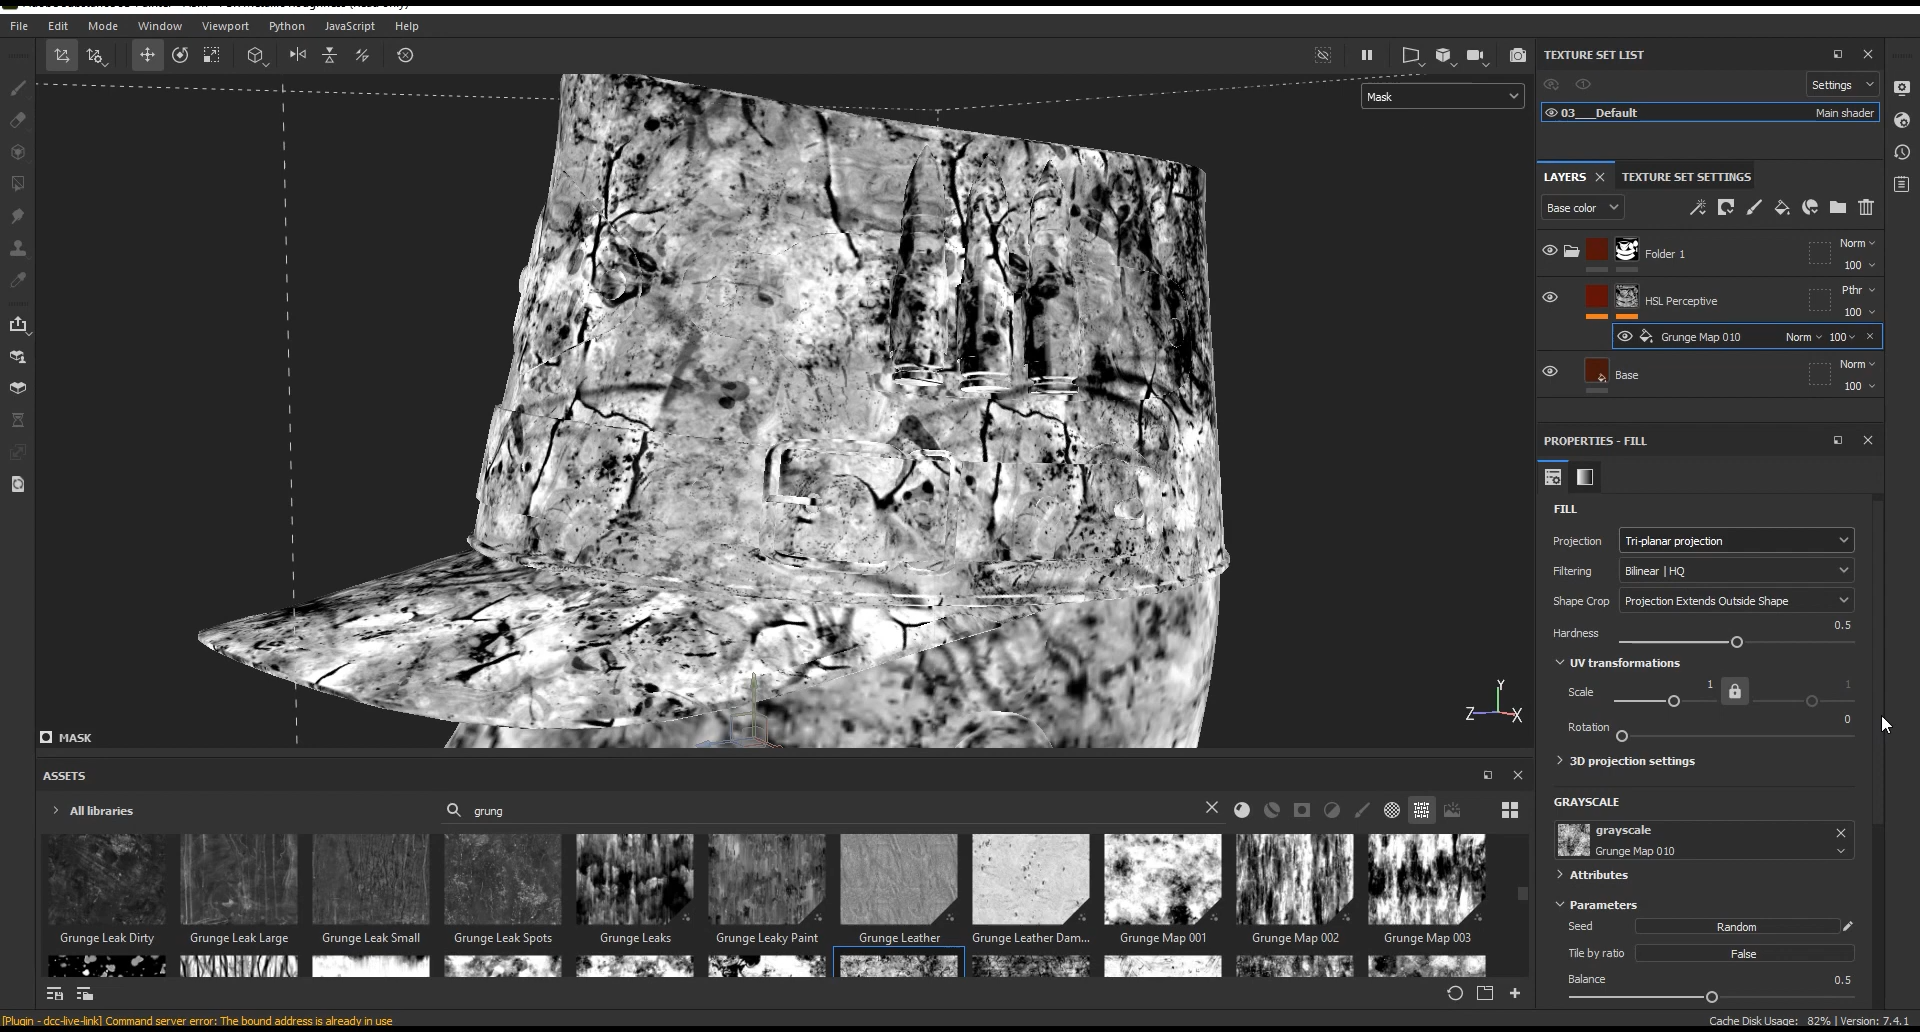 File Edit Mode Window Viewport Python JavaScript Help
Mask
MASK
Y
Z X
TEXTURE SET LIST
Settings
03___Default Main shader
LAYERS TEXTURE SET SETTINGS
Base color
Norm
Folder 1
100
Pthr
HSL Perceptive
100
Grunge Map 010 Norm 100
Norm
Base
100
PROPERTIES - FILL
FILL
Projection Tri-planar projection
Filtering Bilinear | HQ
Shape Crop Projection Extends Outside Shape
Hardness 0.5
UV transformations
Scale 1 1
Rotation 0
3D projection settings
GRAYSCALE
grayscale
Grunge Map 010
Attributes
Parameters
Seed Random
Tile by ratio False
Balance 0.5
ASSETS
All libraries grung
Grunge Leak Dirty Grunge Leak Large Grunge Leak Small Grunge Leak Spots Grunge Leaks Grunge Leaky Paint Grunge Leather Grunge Leather Dam... Grunge Map 001 Grunge Map 002 Grunge Map 003
[Plugin - dcc-live-link] Command server error: The bound address is already in use
Cache Disk Usage: 82% | Version: 7.4.1